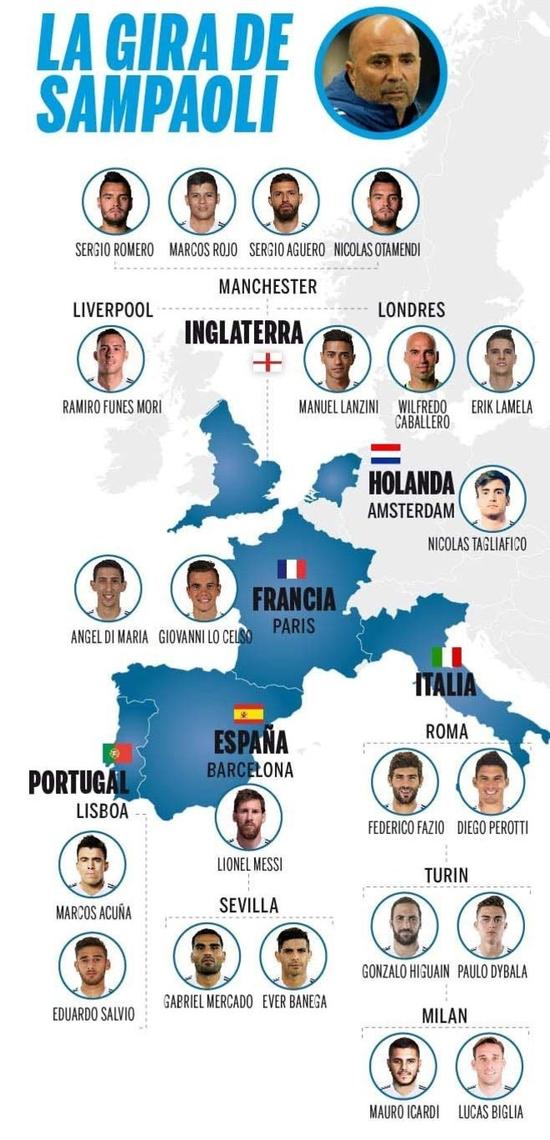 LA GIRA DE
SAMPAOLI
SERGIO ROMERO
MARCOS ROJO
SERGIO AGUERO
NICOLAS OTAMENDI
MANCHESTER
LIVERPOOL
LONDRES
INGLATERRA
RAMIRO FUNES MORI
MANUEL LANZINI
WILFREDO
CABALLERO
ERIK LAMELA
HOLANDA
AMSTERDAM
NICOLAS TAGLIAFICO
FRANCIA
PARIS
ANGEL DI MARIA
GIOVANNI LO CELSO
ITALIA
ROMA
FEDERICO FAZIO
DIEGO PEROTTI
TURIN
GONZALO HIGUAIN
PAULO DYBALA
MILAN
MAURO ICARDI
LUCAS BIGLIA
ESPAÑA
BARCELONA
LIONEL MESSI
SEVILLA
GABRIEL MERCADO
EVER BANEGA
PORTUGAL
LISBOA
MARCOS ACUÑA
EDUARDO SALVIO